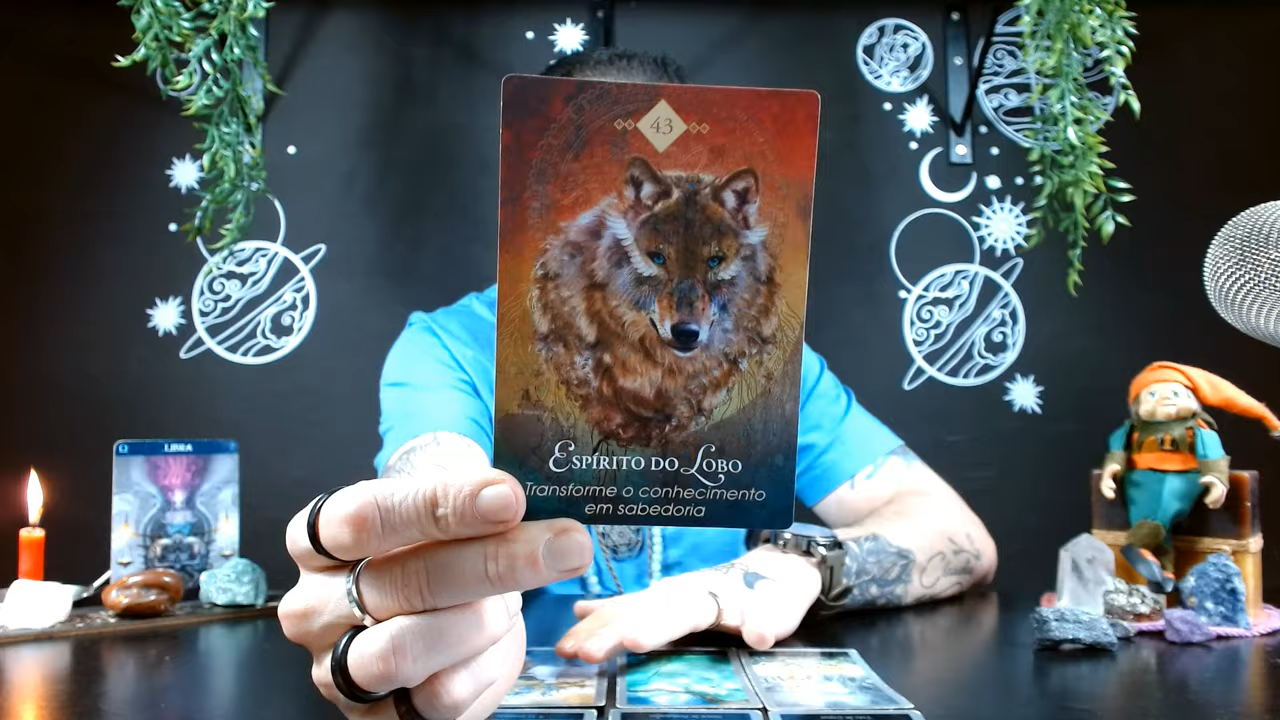 43
ESPÍRITO DO LOBO
Transforme o conhecimento
em sabedoria
LIBRA